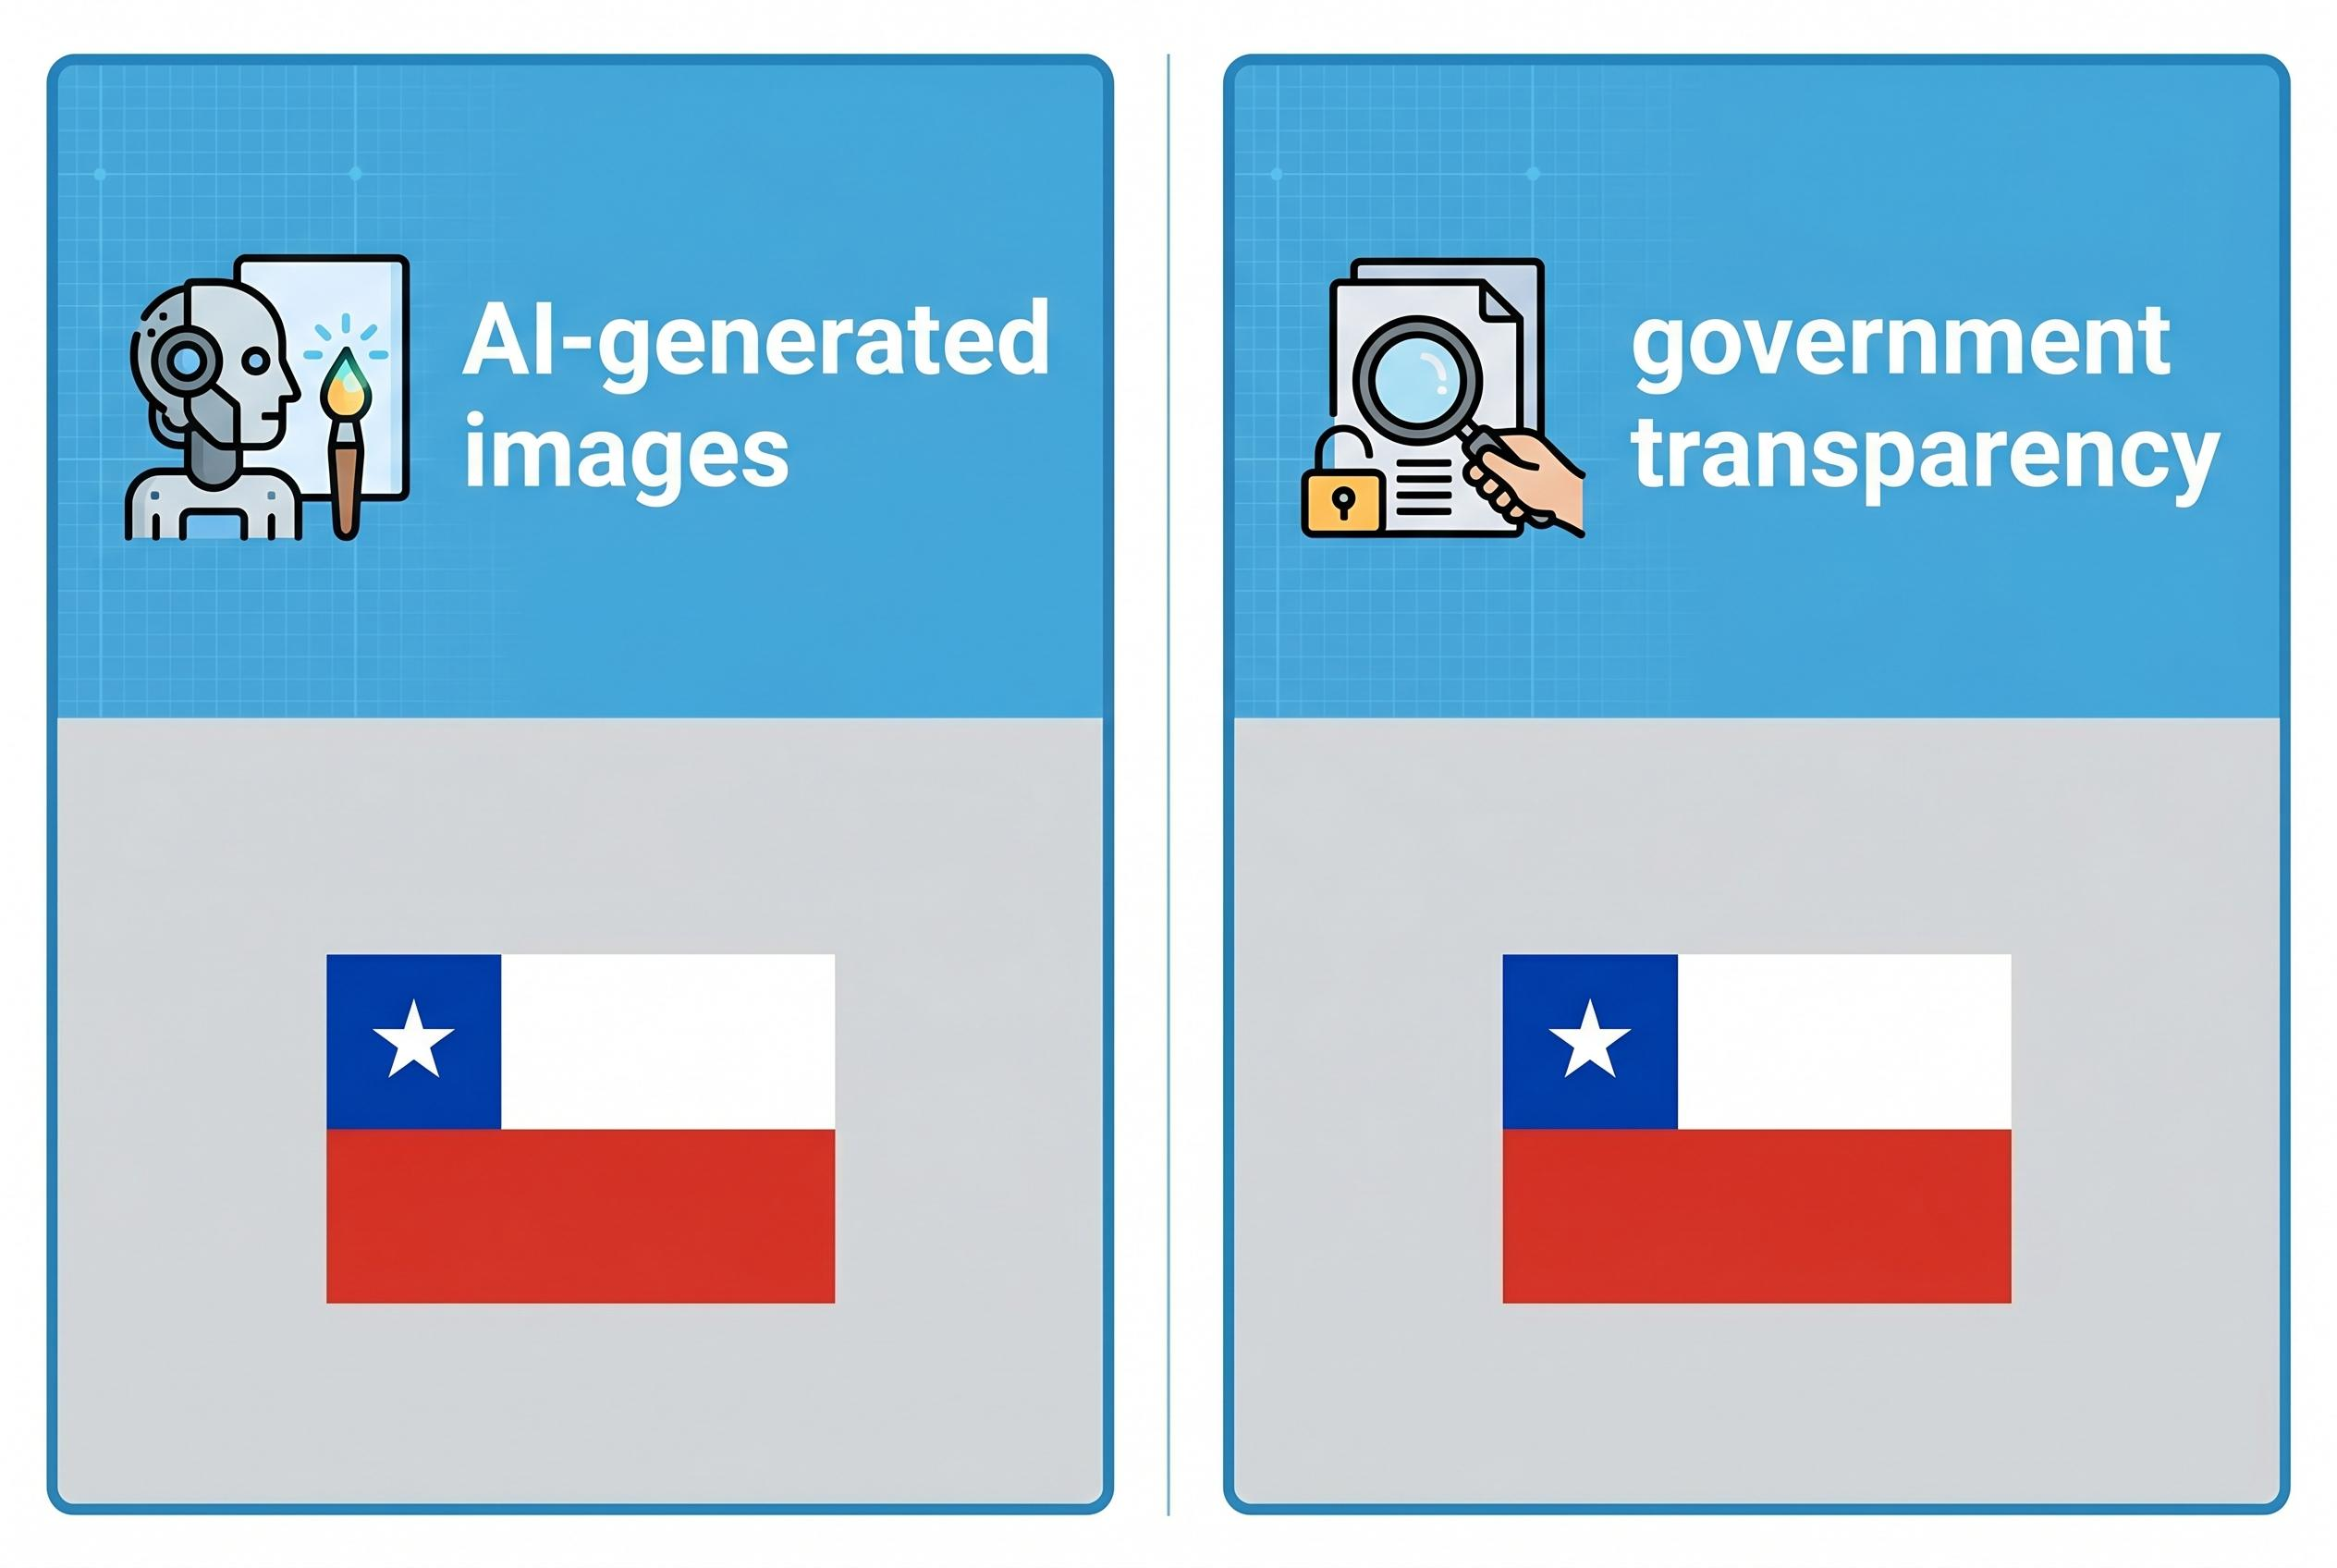 AI-generated
images
government
transparency